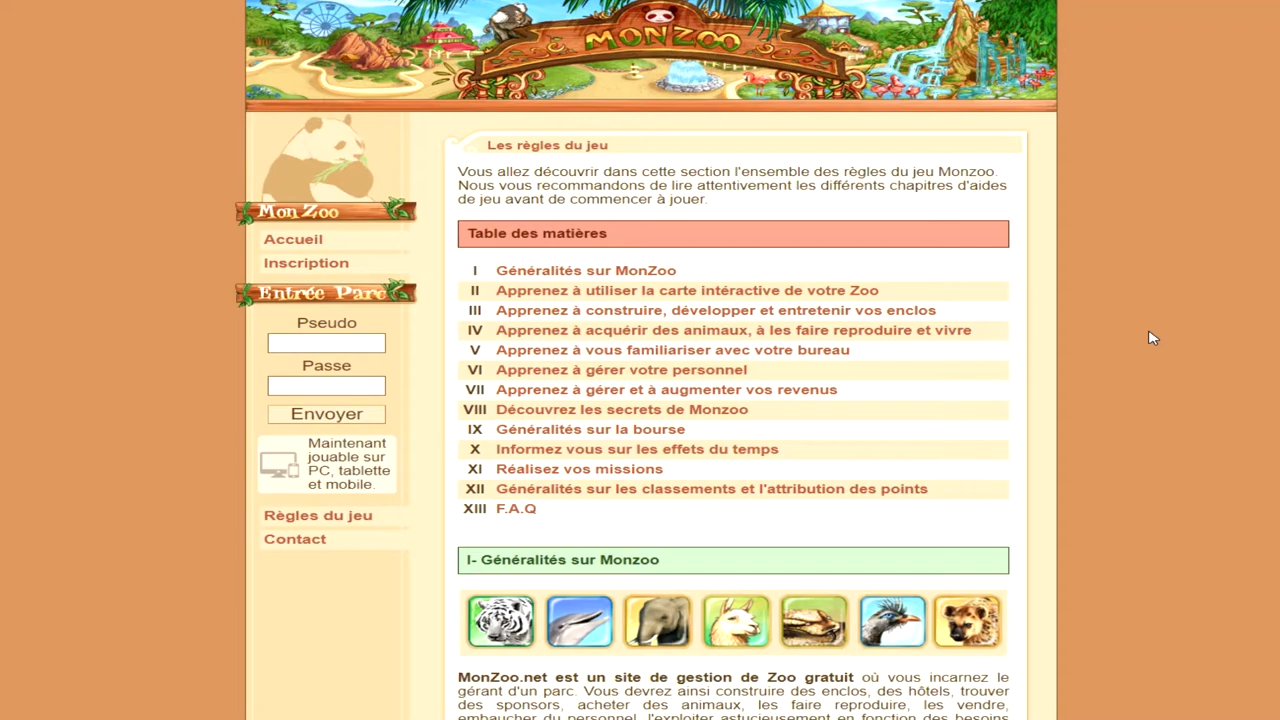 MONZOO
MonZoo
Accueil
Inscription
Entrée Parc
Pseudo
Passe
Envoyer
Maintenant
jouable sur
PC, tablette
et mobile.
Règles du jeu
Contact
Les règles du jeu
Vous allez découvrir dans cette section l'ensemble des règles du jeu Monzoo.
Nous vous recommandons de lire attentivement les différents chapitres d'aides
de jeu avant de commencer à jouer.
Table des matières
I Généralités sur MonZoo
II Apprenez à utiliser la carte intéractive de votre Zoo
III Apprenez à construire, développer et entretenir vos enclos
IV Apprenez à acquérir des animaux, à les faire reproduire et vivre
V Apprenez à vous familiariser avec votre bureau
VI Apprenez à gérer votre personnel
VII Apprenez à gérer et à augmenter vos revenus
VIII Découvrez les secrets de Monzoo
IX Généralités sur la bourse
X Informez vous sur les effets du temps
XI Réalisez vos missions
XII Généralités sur les classements et l'attribution des points
XIII F.A.Q
I- Généralités sur Monzoo
MonZoo.net est un site de gestion de Zoo gratuit où vous incarnez le
gérant d'un parc. Vous devrez ainsi construire des enclos, des hôtels, trouver
des sponsors, acheter des animaux, les faire reproduire, les vendre,
embaucher du personnel, l'exploiter astucieusement en fonction des besoins